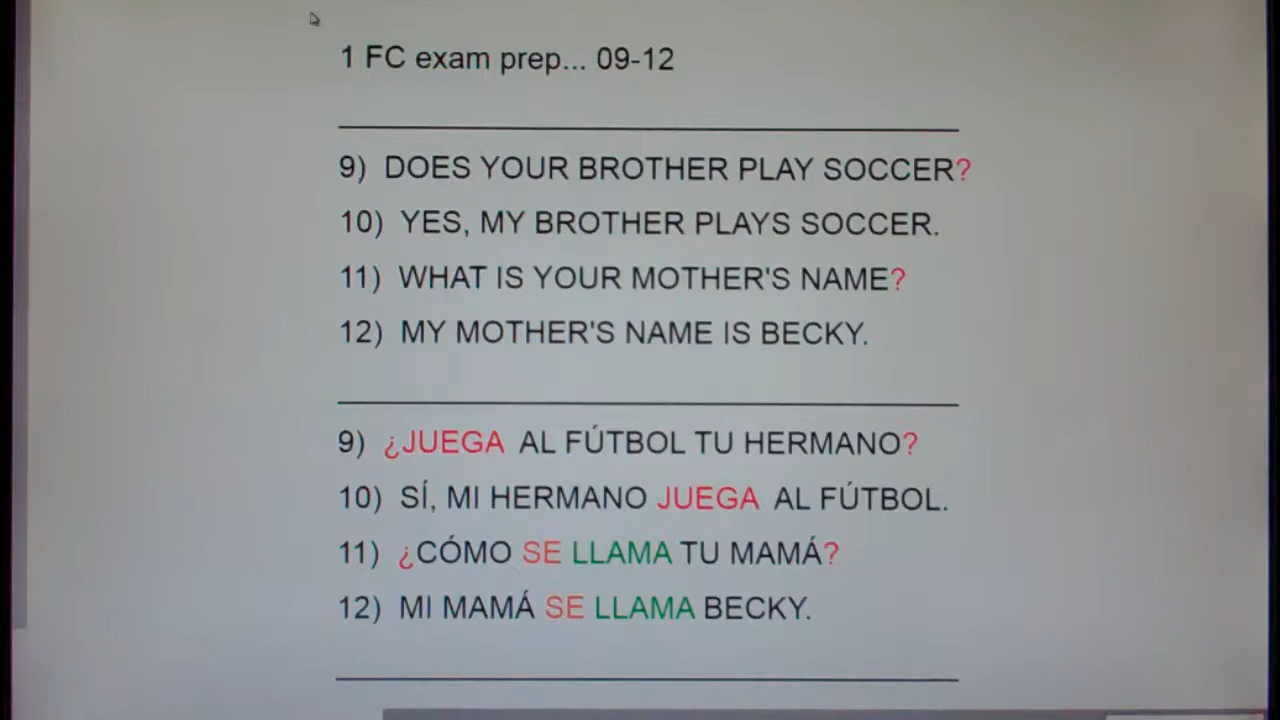 1 FC exam prep... 09-12
9) DOES YOUR BROTHER PLAY SOCCER?
10) YES, MY BROTHER PLAYS SOCCER.
11) WHAT IS YOUR MOTHER'S NAME?
12) MY MOTHER'S NAME IS BECKY.
9) ¿JUEGA AL FÚTBOL TU HERMANO?
10) SÍ, MI HERMANO JUEGA AL FÚTBOL.
11) ¿CÓMO SE LLAMA TU MAMÁ?
12) MI MAMÁ SE LLAMA BECKY.